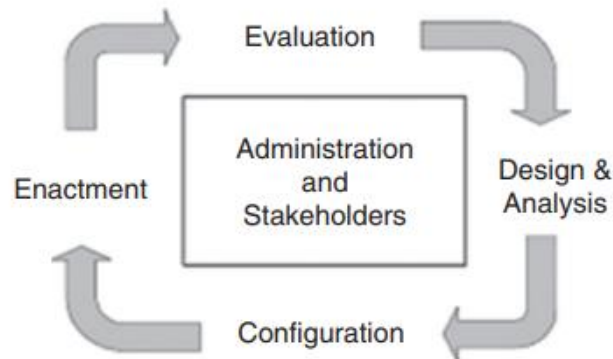 Evaluation
Administration
and
Stakeholders
Design &
Analysis
Enactment
Configuration